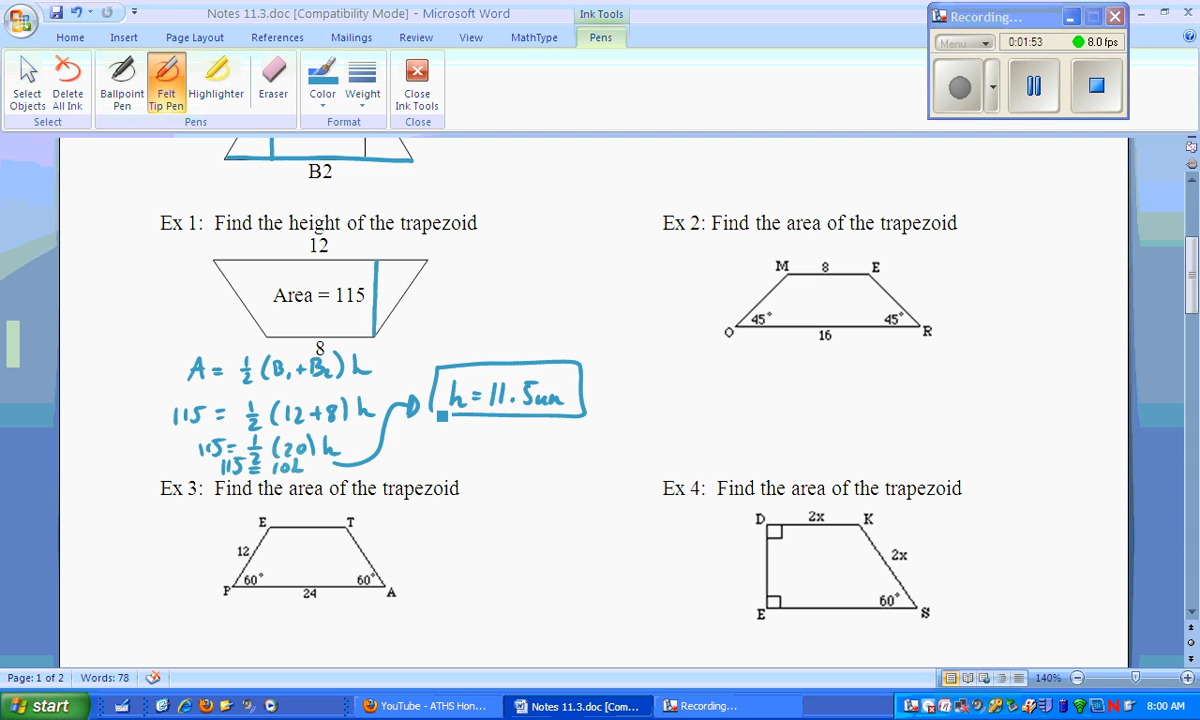 Notes 11.3.doc [Compatibility Mode] - Microsoft Word
Ink Tools
Recording...
Home Insert Page Layout References Mailings Review View MathType Pens
Menu 0:01:53 8.0 fps
Select Objects
Delete All Ink
Ballpoint Pen
Felt Tip Pen
Highlighter
Eraser
Color
Weight
Close Ink Tools
Select Pens Format Close
B2
Ex 1: Find the height of the trapezoid
12
Area = 115
8
A = ½ (B₁ + B₂) h
115 = ½ (12 + 8) h
115 = ½ (20) h
115 = 10h
h = 11.5 un
Ex 2: Find the area of the trapezoid
M 8 E
45° 45°
O 16 R
Ex 3: Find the area of the trapezoid
E T
12
60° 60°
P 24 A
Ex 4: Find the area of the trapezoid
D 2x K
2x
60°
E S
Page: 1 of 2 Words: 78 140%
start YouTube - ATHS Hon... Notes 11.3.doc [Com... Recording... 8:00 AM